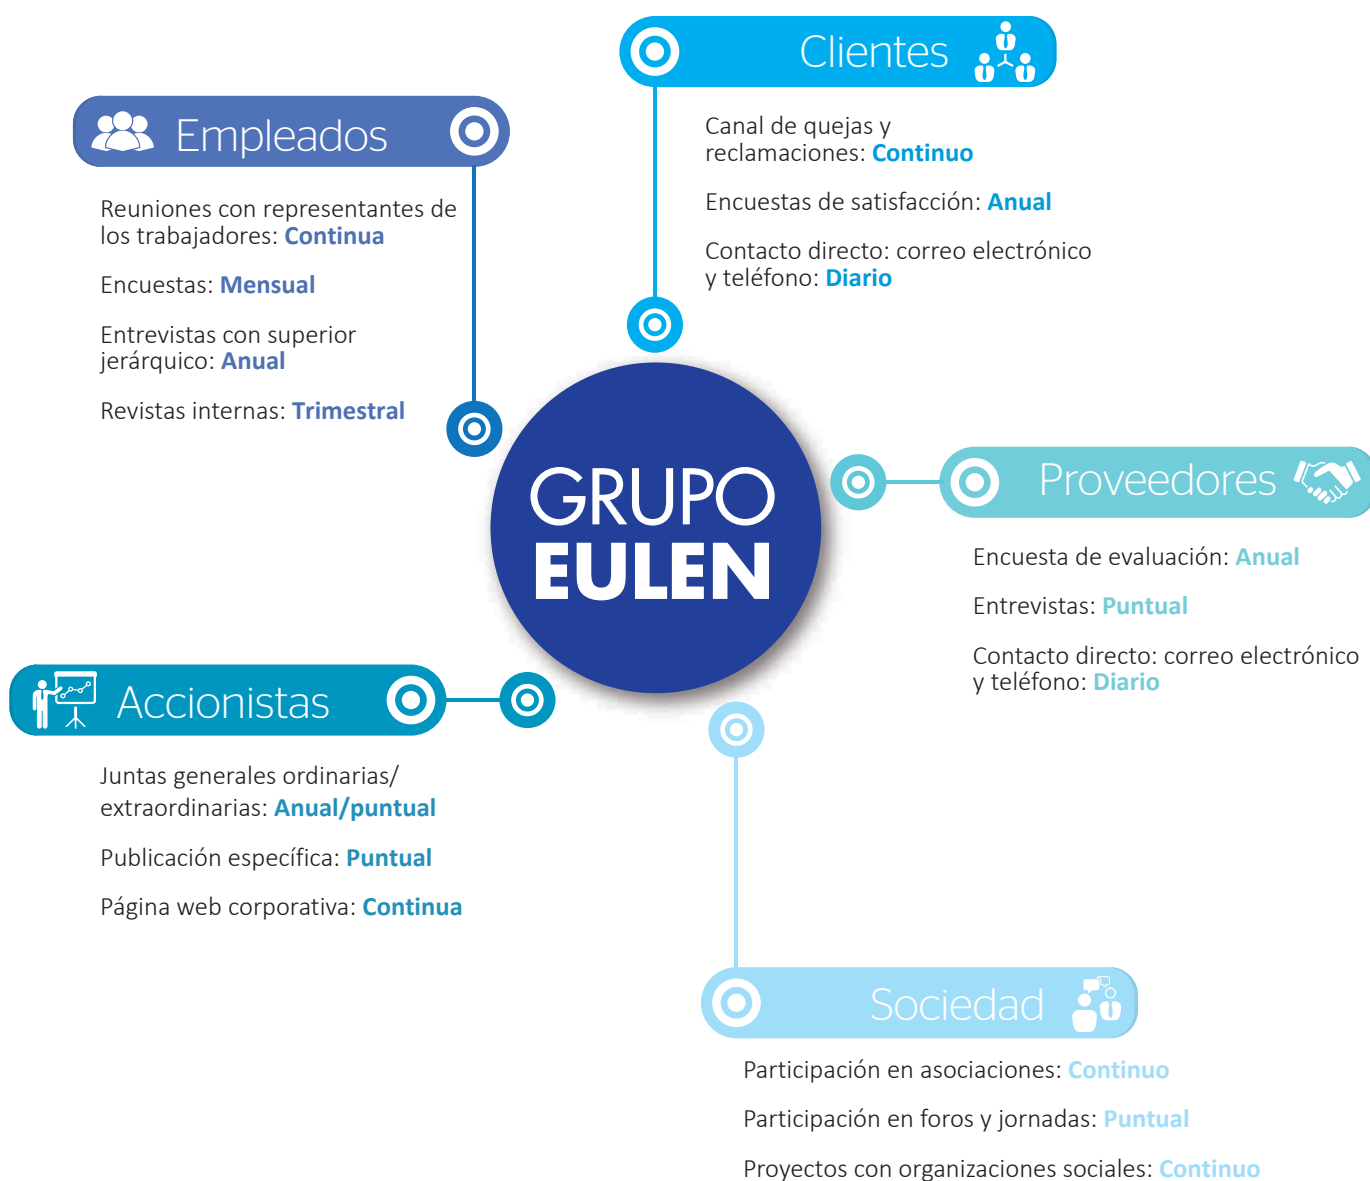 Clientes
Canal de quejas y
reclamaciones: Continuo
Encuestas de satisfacción: Anual
Contacto directo: correo electrónico
y teléfono: Diario
Empleados
Reuniones con representantes de
los trabajadores: Continua
Encuestas: Mensual
Entrevistas con superior
jerárquico: Anual
Revistas internas: Trimestral
GRUPO
EULEN
Proveedores
Encuesta de evaluación: Anual
Entrevistas: Puntual
Contacto directo: correo electrónico
y teléfono: Diario
Accionistas
Juntas generales ordinarias/
extraordinarias: Anual/puntual
Publicación específica: Puntual
Página web corporativa: Continua
Sociedad
Participación en asociaciones: Continuo
Participación en foros y jornadas: Puntual
Proyectos con organizaciones sociales: Continuo